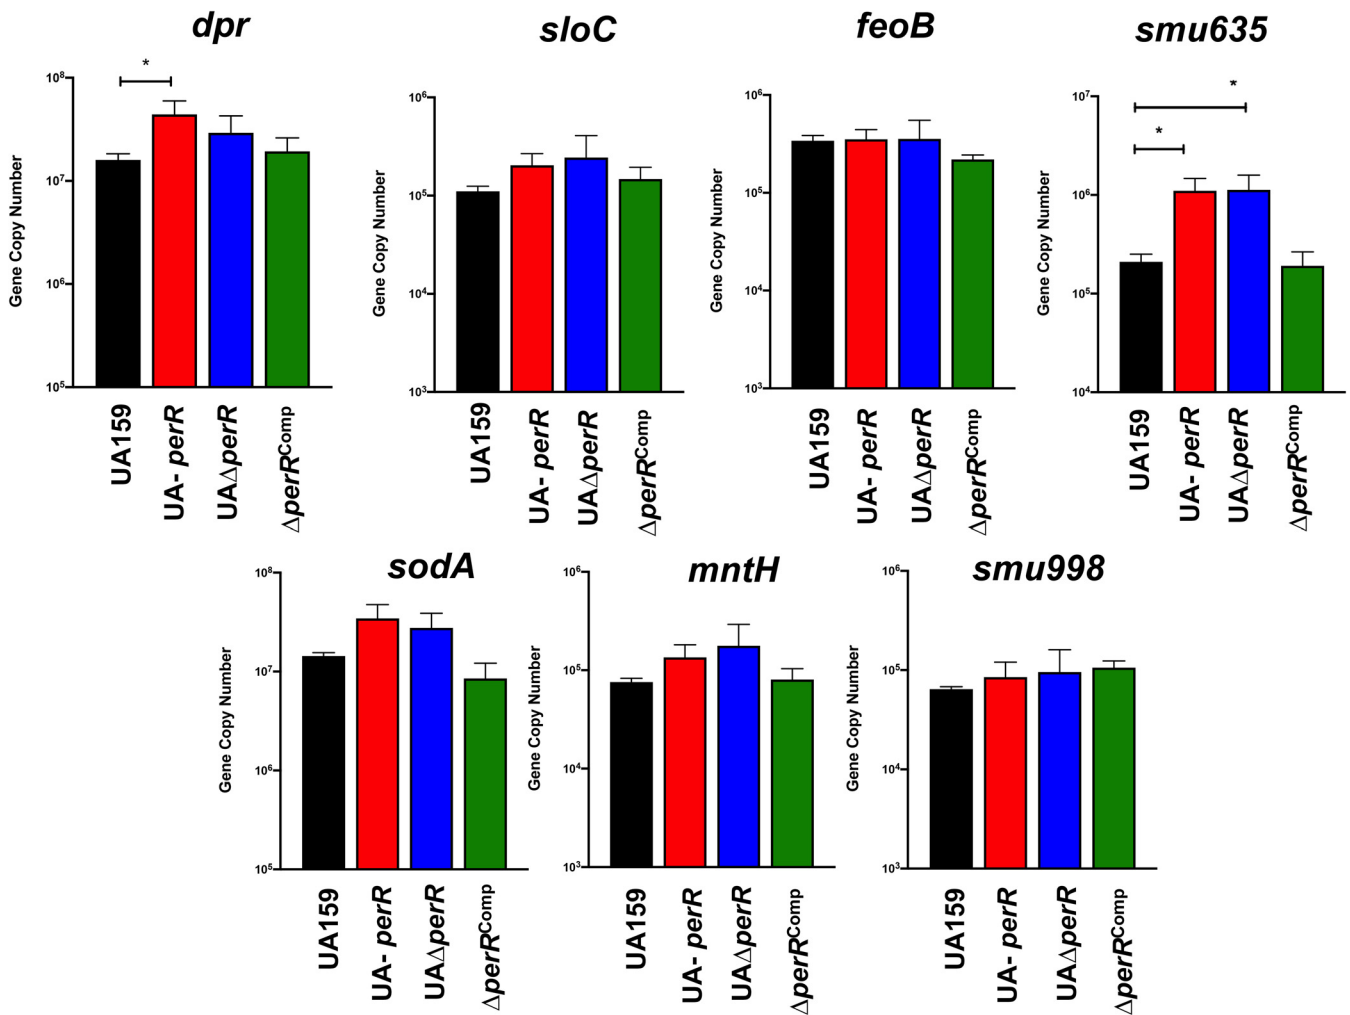 dpr
*
Gene Copy Number
10⁸
10⁷
10⁶
10⁵
UA159
UA- perR
UAΔperR
ΔperRComp
sloC
Gene Copy Number
10⁶
10⁵
10⁴
10³
UA159
UA- perR
UAΔperR
ΔperRComp
feoB
Gene Copy Number
10⁶
10⁵
10⁴
10³
UA159
UA- perR
UAΔperR
ΔperRComp
smu635
*
*
Gene Copy Number
10⁷
10⁶
10⁵
10⁴
UA159
UA- perR
UAΔperR
ΔperRComp
sodA
Gene Copy Number
10⁸
10⁷
10⁶
10⁵
UA159
UA- perR
UAΔperR
ΔperRComp
mntH
Gene Copy Number
10⁶
10⁵
10⁴
10³
UA159
UA- perR
UAΔperR
ΔperRComp
smu998
Gene Copy Number
10⁶
10⁵
10⁴
10³
UA159
UA- perR
UAΔperR
ΔperRComp